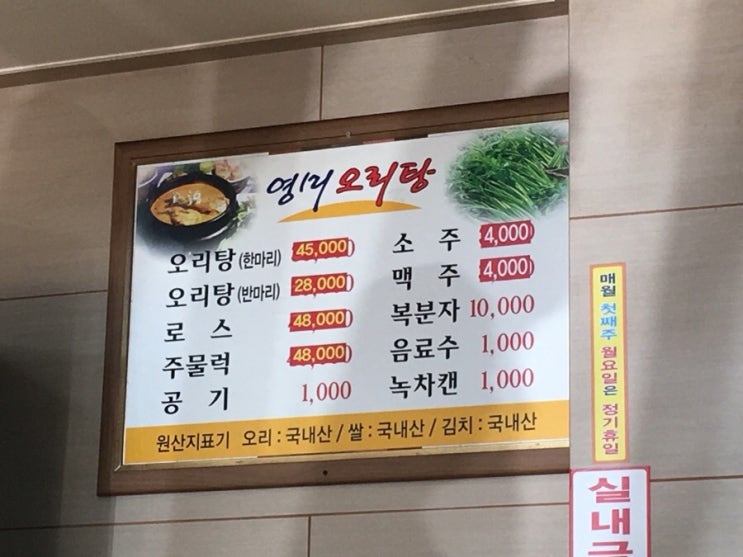 영미오리탕
오리탕(한마리) 45,000
오리탕(반마리) 28,000
로 스 48,000
주물럭 48,000
공 기 1,000
소 주 4,000
맥 주 4,000
복분자 10,000
음료수 1,000
녹차캔 1,000
원산지표기 오리 : 국내산 / 쌀 : 국내산 / 김치 : 국내산
매월 첫째주 월요일은 정기휴일
실내